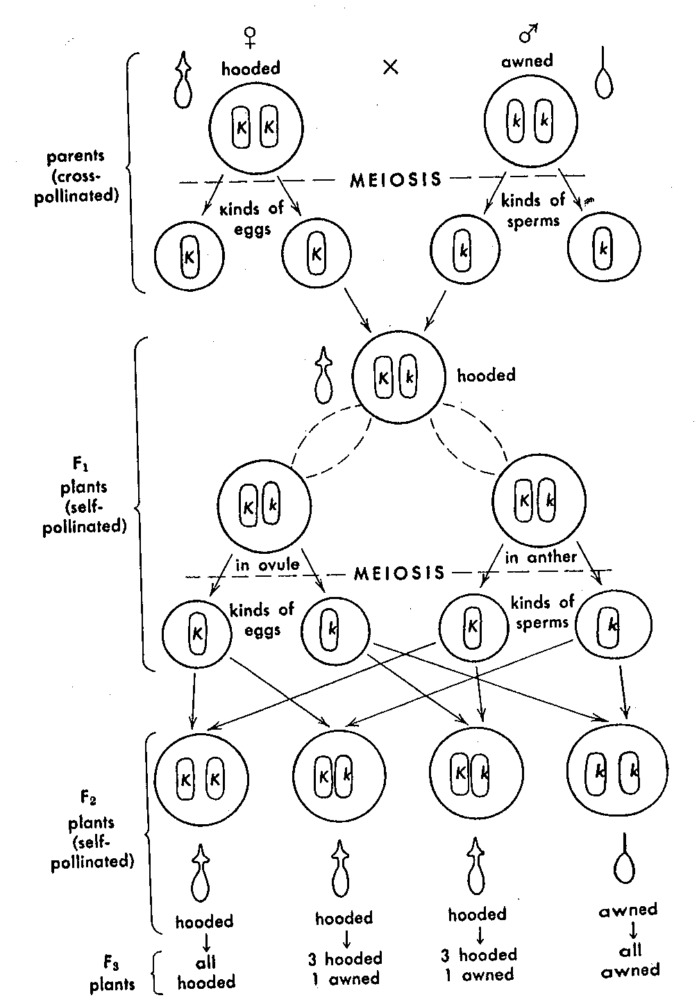 ♀
♂
hooded
×
awned
K K
k k
parents
(cross-
pollinated)
MEIOSIS
kinds of
eggs
kinds of
sperms
K
K
k
k
K k
hooded
F₁
plants
(self-
pollinated)
K k
K k
in ovule
in anther
MEIOSIS
kinds of
eggs
kinds of
sperms
K
k
K
k
K K
K k
K k
k k
F₂
plants
(self-
pollinated)
hooded
hooded
hooded
awned
F₃
plants
all
hooded
3 hooded
1 awned
3 hooded
1 awned
all
awned